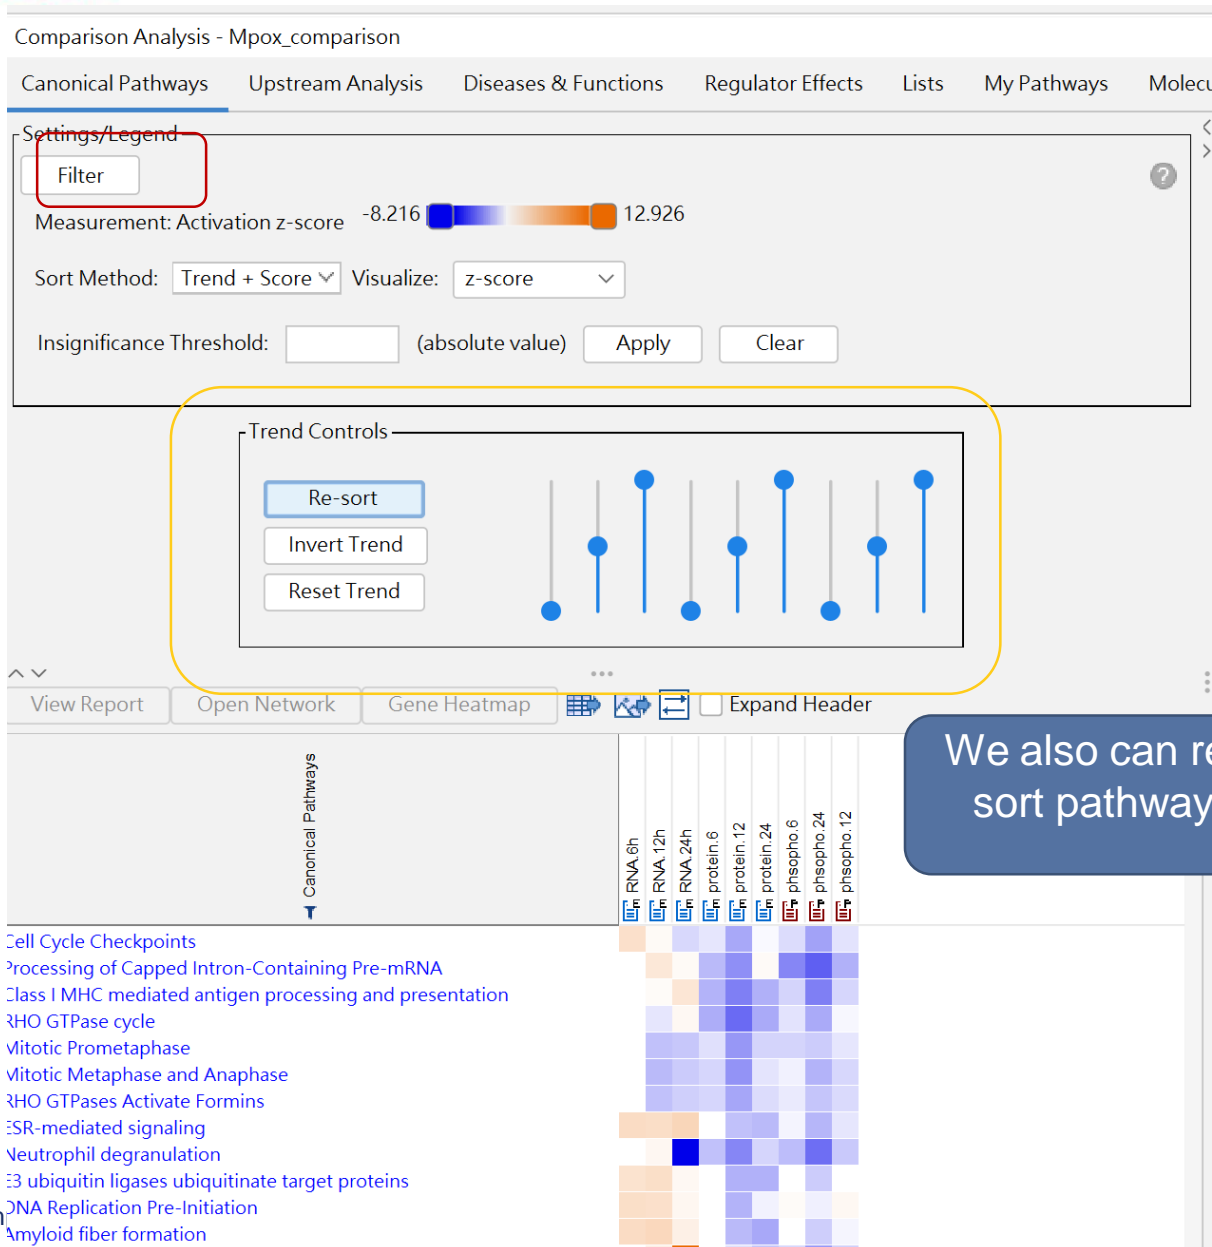 Comparison Analysis - Mpox_comparison
Canonical Pathways Upstream Analysis Diseases & Functions Regulator Effects Lists My Pathways Molecu
Settings/Legend
Filter
?
Measurement: Activation z-score -8.216 12.926
Sort Method: Trend + Score Visualize: z-score
Insignificance Threshold: (absolute value) Apply Clear
Trend Controls
Re-sort
Invert Trend
Reset Trend
View Report Open Network Gene Heatmap Expand Header
We also can re
sort pathway
Canonical Pathways
RNA.6h
RNA.12h
RNA.24h
protein.6
protein.12
protein.24
phsopho.6
phsopho.24
phsopho.12
Cell Cycle Checkpoints
Processing of Capped Intron-Containing Pre-mRNA
Class I MHC mediated antigen processing and presentation
RHO GTPase cycle
Mitotic Prometaphase
Mitotic Metaphase and Anaphase
RHO GTPases Activate Formins
ESR-mediated signaling
Neutrophil degranulation
E3 ubiquitin ligases ubiquitinate target proteins
DNA Replication Pre-Initiation
Amyloid fiber formation